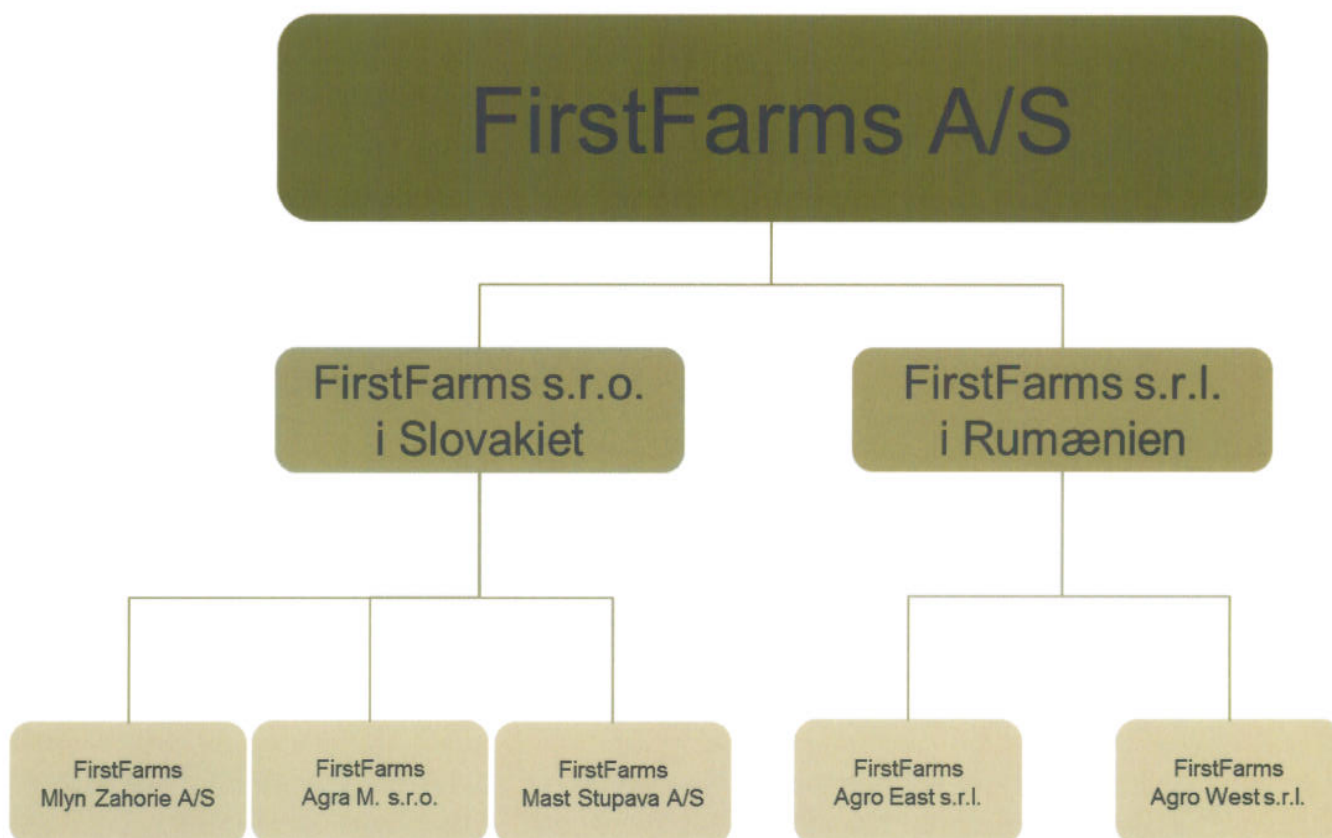 FirstFarms A/S
FirstFarms s.r.o.
i Slovakiet
FirstFarms s.r.l.
i Rumænien
FirstFarms
Mlyn Zahorie A/S
FirstFarms
Agra M. s.r.o.
FirstFarms
Mast Stupava A/S
FirstFarms
Agro East s.r.l.
FirstFarms
Agro West s.r.l.